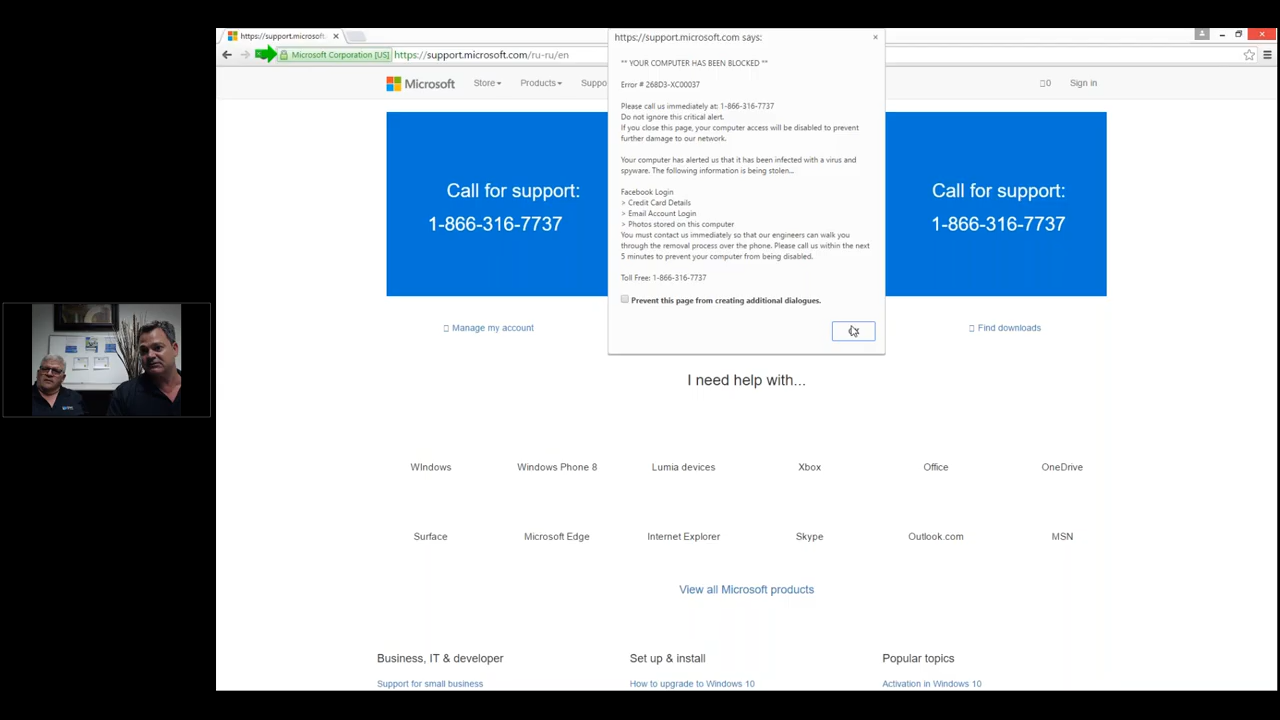 https://support.microsof.
Microsoft Corporation [US]
https://support.microsoft.com/ru-ru/en
Microsoft
Store
Products
Suppo
0
Sign in
https://support.microsoft.com says:
** YOUR COMPUTER HAS BEEN BLOCKED **
Error # 268D3-XC00037
Please call us immediately at: 1-866-316-7737
Do not ignore this critical alert.
If you close this page, your computer access will be disabled to prevent
further damage to our network.
Your computer has alerted us that it has been infected with a virus and
spyware. The following information is being stolen...
Facebook Login
> Credit Card Details
> Email Account Login
> Photos stored on this computer
You must contact us immediately so that our engineers can walk you
through the removal process over the phone. Please call us within the next
5 minutes to prevent your computer from being disabled.
Toll Free: 1-866-316-7737
Prevent this page from creating additional dialogues.
Call for support:
1-866-316-7737
Call for support:
1-866-316-7737
Manage my account
Find downloads
I need help with...
WIndows
Windows Phone 8
Lumia devices
Xbox
Office
OneDrive
Surface
Microsoft Edge
Internet Explorer
Skype
Outlook.com
MSN
View all Microsoft products
Business, IT & developer
Set up & install
Popular topics
Support for small business
How to upgrade to Windows 10
Activation in Windows 10